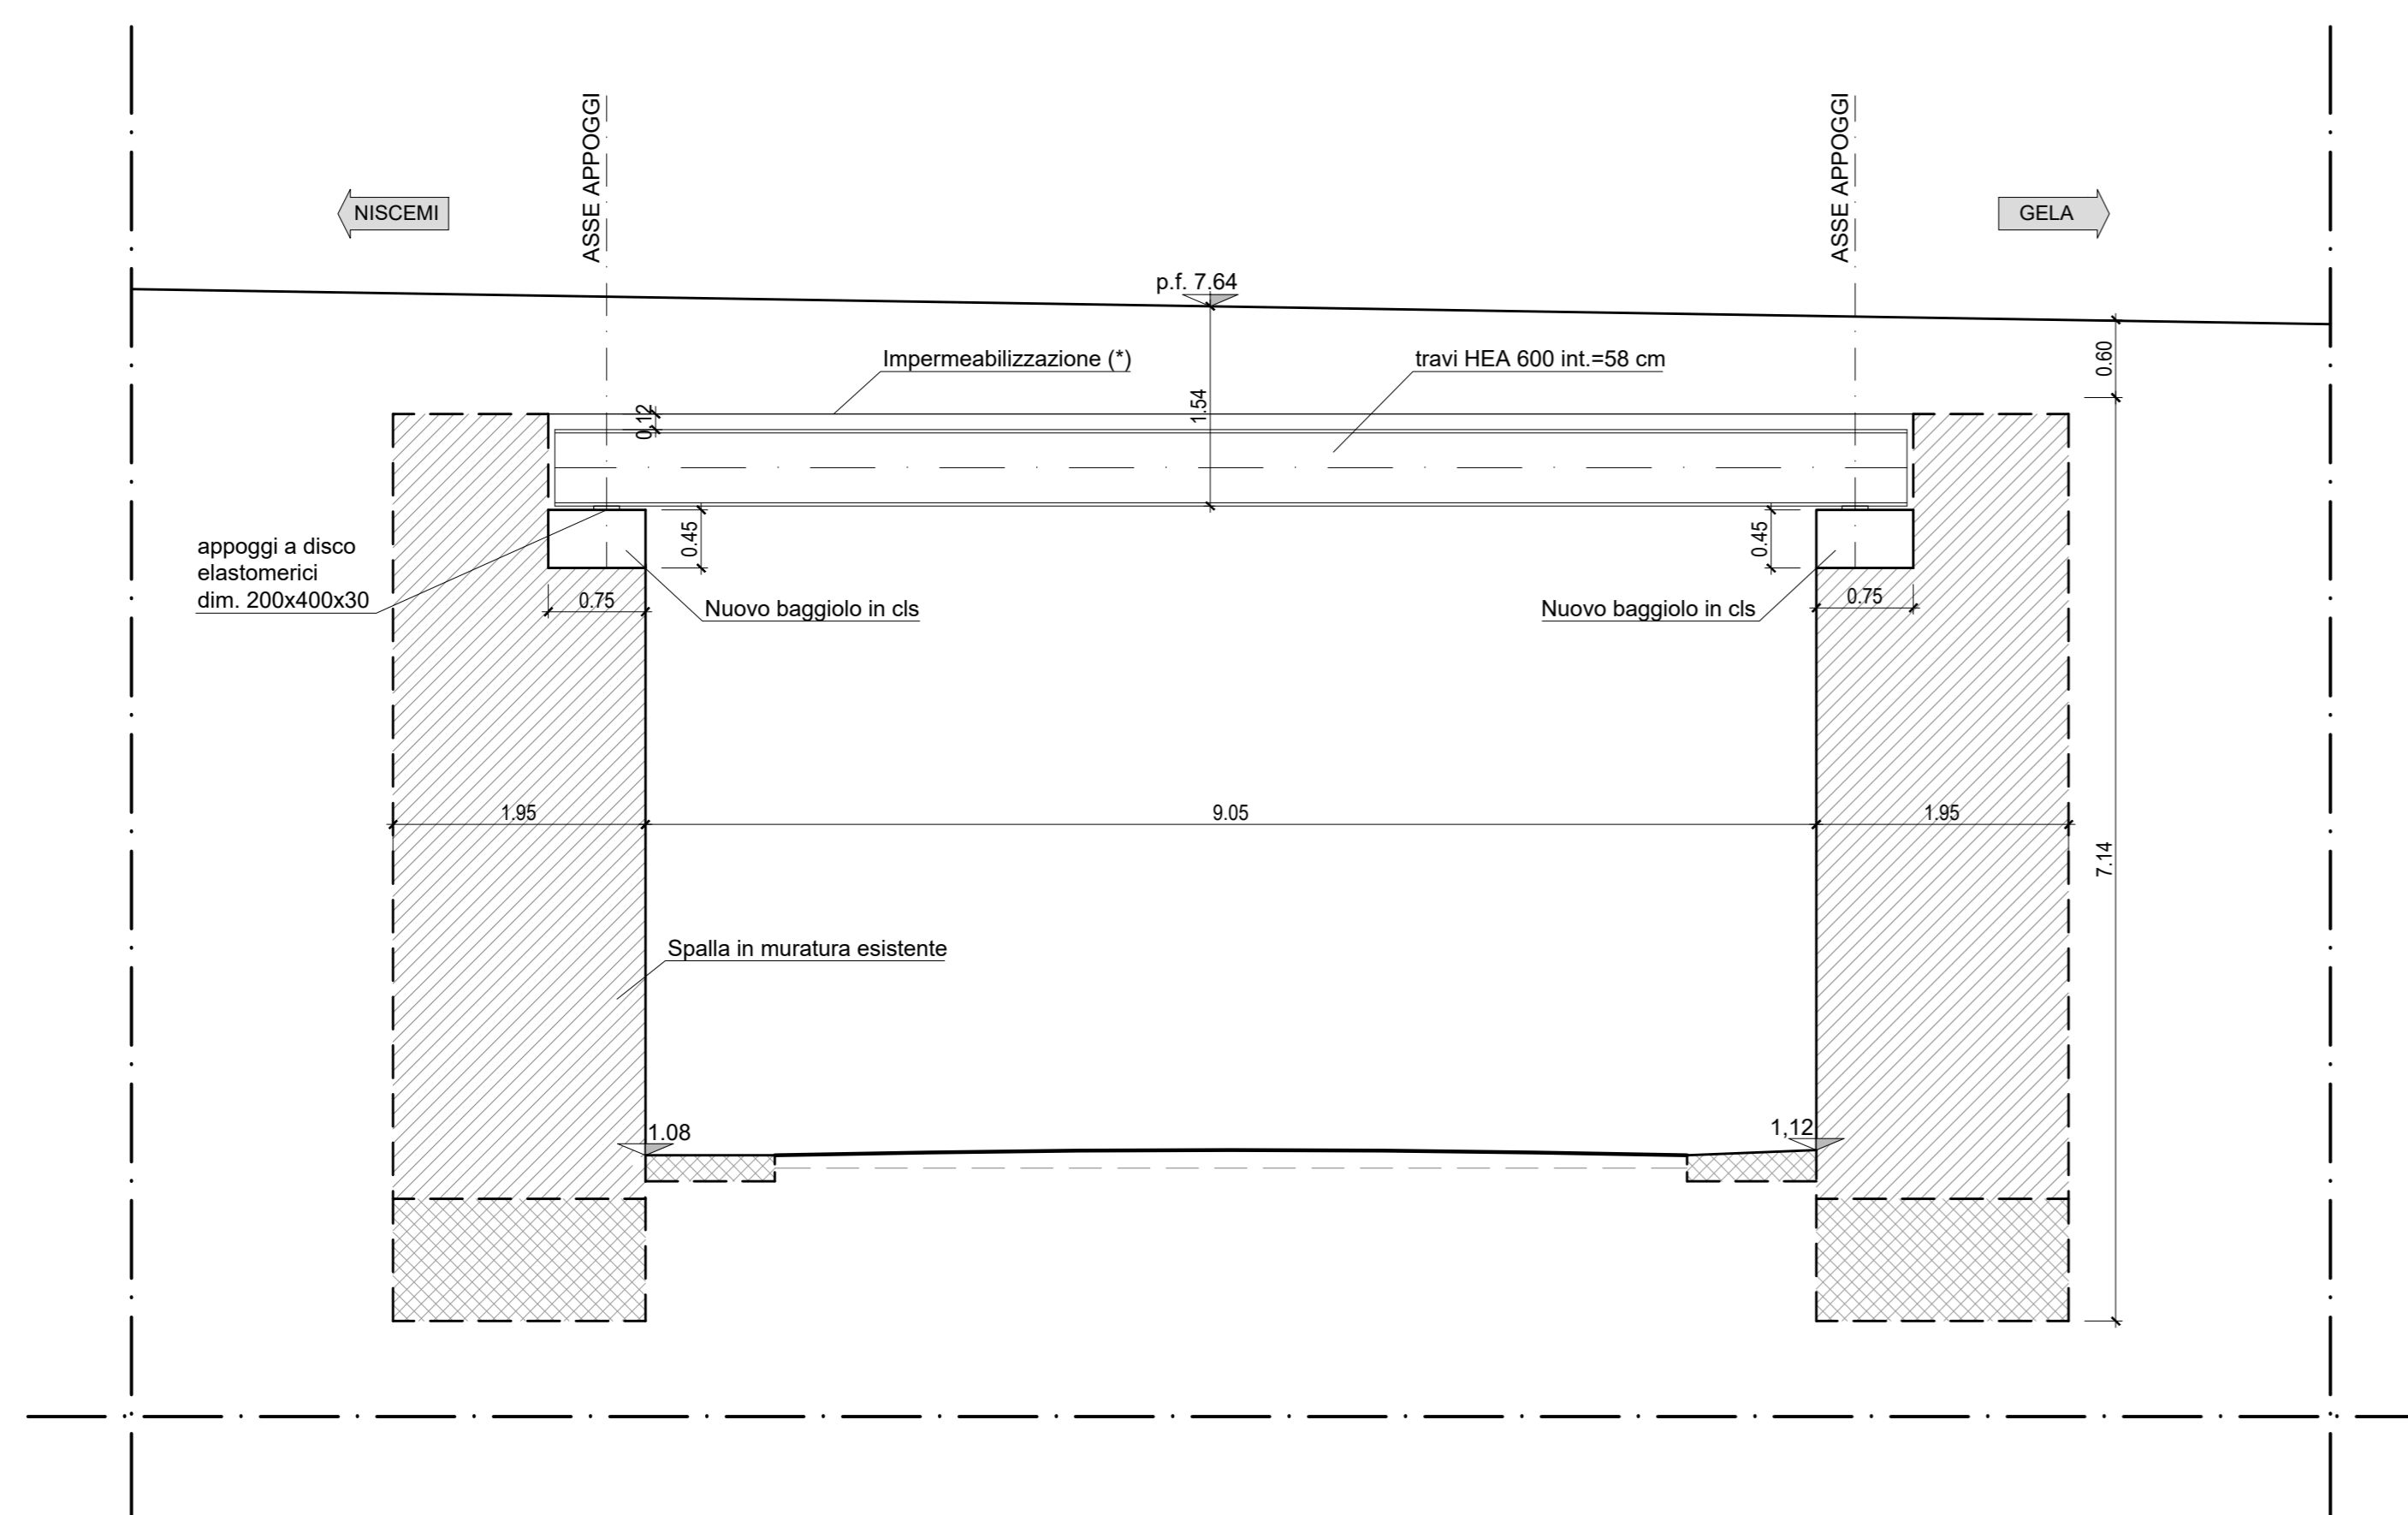 ASSE APPOGGI
ASSE APPOGGI
NISCEMI
GELA
p.f. 7.64
Impermeabilizzazione (*)
travi HEA 600 int.=58 cm
0.60
0,12
1.54
0.45
0.45
appoggi a disco
elastomerici
dim. 200x400x30
0.75
Nuovo baggiolo in cls
Nuovo baggiolo in cls
0.75
1.95
9.05
1.95
7.14
Spalla in muratura esistente
1.08
1,12